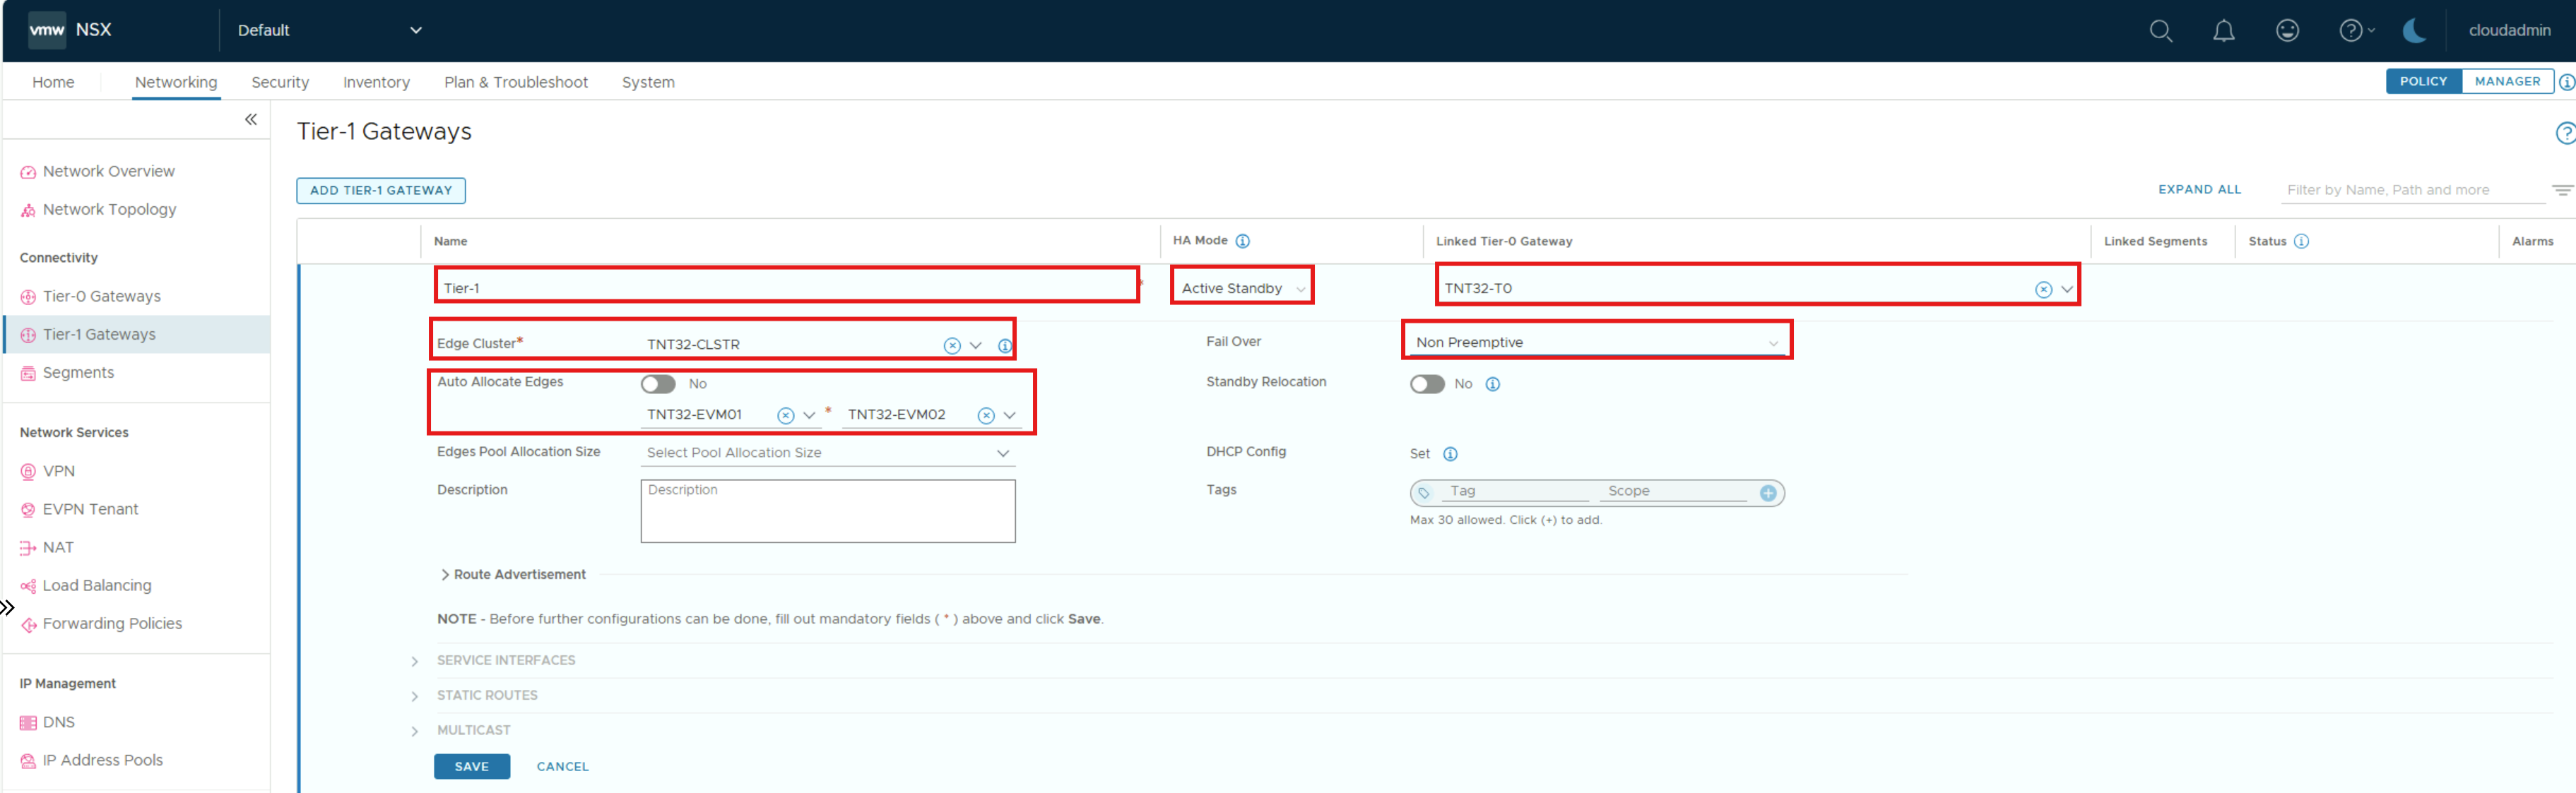 vmw NSX Default cloudadmin
Home Networking Security Inventory Plan & Troubleshoot System POLICY MANAGER
Tier-1 Gateways
ADD TIER-1 GATEWAY EXPAND ALL Filter by Name, Path and more
Network Overview
Network Topology
Connectivity
Tier-0 Gateways
Tier-1 Gateways
Segments
Network Services
VPN
EVPN Tenant
NAT
Load Balancing
Forwarding Policies
IP Management
DNS
IP Address Pools
Name HA Mode Linked Tier-0 Gateway Linked Segments Status Alarms
Tier-1 * Active Standby TNT32-T0
Edge Cluster* TNT32-CLSTR Fail Over Non Preemptive
Auto Allocate Edges No Standby Relocation No
TNT32-EVM01 * TNT32-EVM02
Edges Pool Allocation Size Select Pool Allocation Size DHCP Config Set
Description Description Tags Tag Scope
Max 30 allowed. Click (+) to add.
Route Advertisement
NOTE - Before further configurations can be done, fill out mandatory fields ( * ) above and click Save.
SERVICE INTERFACES
STATIC ROUTES
MULTICAST
SAVE CANCEL